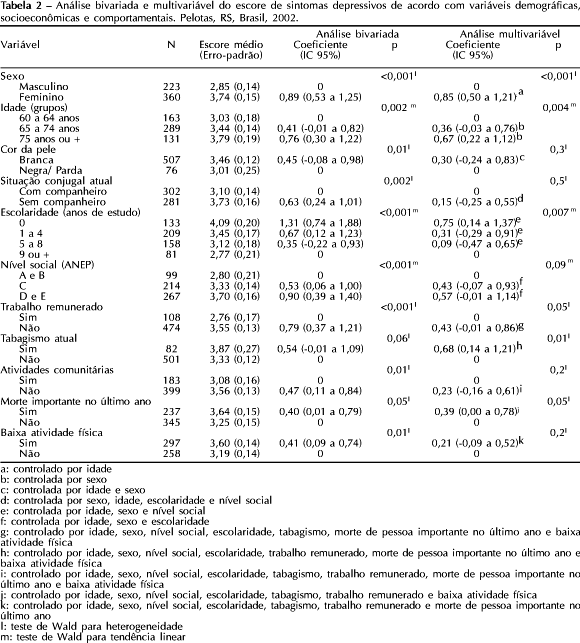 Tabela 2 – Análise bivariada e multivariável do escore de sintomas depressivos de acordo com variáveis demográficas, socioeconômicas e comportamentais. Pelotas, RS, Brasil, 2002.
Análise bivariada Análise multivariável
Variável N Escore médio Coeficiente p Coeficiente p
(Erro-padrão) (IC 95%) (IC 95%)
Sexo <0,001l <0,001l
Masculino 223 2,85 (0,14) 0 0
Feminino 360 3,74 (0,15) 0,89 (0,53 a 1,25) 0,85 (0,50 a 1,21)a
Idade (grupos) 0,002 m 0,004 m
60 a 64 anos 163 3,03 (0,18) 0 0
65 a 74 anos 289 3,44 (0,14) 0,41 (-0,01 a 0,82) 0,36 (-0,03 a 0,76)b
75 anos ou + 131 3,79 (0,19) 0,76 (0,30 a 1,22) 0,67 (0,22 a 1,12)b
Cor da pele 0,01l 0,3l
Branca 507 3,46 (0,12) 0,45 (-0,08 a 0,98) 0,30 (-0,24 a 0,83)c
Negra/ Parda 76 3,01 (0,25) 0 0
Situação conjugal atual 0,002l 0,5l
Com companheiro 302 3,10 (0,14) 0 0
Sem companheiro 281 3,73 (0,16) 0,63 (0,24 a 1,01) 0,15 (-0,25 a 0,55)d
Escolaridade (anos de estudo) <0,001m 0,007 m
0 133 4,09 (0,20) 1,31 (0,74 a 1,88) 0,75 (0,14 a 1,37)e
1 a 4 209 3,45 (0,17) 0,67 (0,12 a 1,23) 0,31 (-0,29 a 0,91)e
5 a 8 158 3,12 (0,18) 0,35 (-0,22 a 0,93) 0,09 (-0,47 a 0,65)e
9 ou + 81 2,77 (0,21) 0 0
Nível social (ANEP) <0,001m 0,09 m
A e B 99 2,80 (0,21) 0 0
C 214 3,33 (0,14) 0,53 (0,06 a 1,00) 0,43 (-0,07 a 0,93)f
D e E 267 3,70 (0,16) 0,90 (0,39 a 1,40) 0,57 (-0,01 a 1,14)f
Trabalho remunerado <0,001l 0,05l
Sim 108 2,76 (0,17) 0 0
Não 474 3,55 (0,13) 0,79 (0,37 a 1,21) 0,43 (-0,01 a 0,86)g
Tabagismo atual 0,06l 0,01l
Sim 82 3,87 (0,27) 0,54 (-0,01 a 1,09) 0,68 (0,14 a 1,21)h
Não 501 3,33 (0,12) 0 0
Atividades comunitárias 0,01l 0,2l
Sim 183 3,08 (0,16) 0 0
Não 399 3,56 (0,13) 0,47 (0,11 a 0,84) 0,23 (-0,16 a 0,61)i
Morte importante no último ano 0,05l 0,05l
Sim 237 3,64 (0,15) 0,40 (0,01 a 0,79) 0,39 (0,00 a 0,78)j
Não 345 3,25 (0,15) 0 0
Baixa atividade física 0,01l 0,2l
Sim 297 3,60 (0,14) 0,41 (0,09 a 0,74) 0,21 (-0,09 a 0,52)k
Não 258 3,19 (0,14) 0 0
a: controlado por idade
b: controlado por sexo
c: controlado por idade e sexo
d: controlada por sexo, idade, escolaridade e nível social
e: controlado por idade, sexo e nível social
f: controlada por idade, sexo e escolaridade
g: controlado por idade, sexo, nível social, escolaridade, tabagismo, morte de pessoa importante no último ano e baixa atividade física
h: controlado por idade, sexo, nível social, escolaridade, trabalho remunerado, morte de pessoa importante no último ano e baixa atividade física
i: controlado por idade, sexo, nível social, escolaridade, tabagismo, trabalho remunerado, morte de pessoa importante no último ano e baixa atividade física
j: controlado por idade, sexo, nível social, escolaridade, tabagismo, trabalho remunerado e baixa atividade física
k: controlado por idade, sexo, nível social, escolaridade, tabagismo, trabalho remunerado e morte de pessoa importante no último ano
l: teste de Wald para heterogeneidade
m: teste de Wald para tendência linear